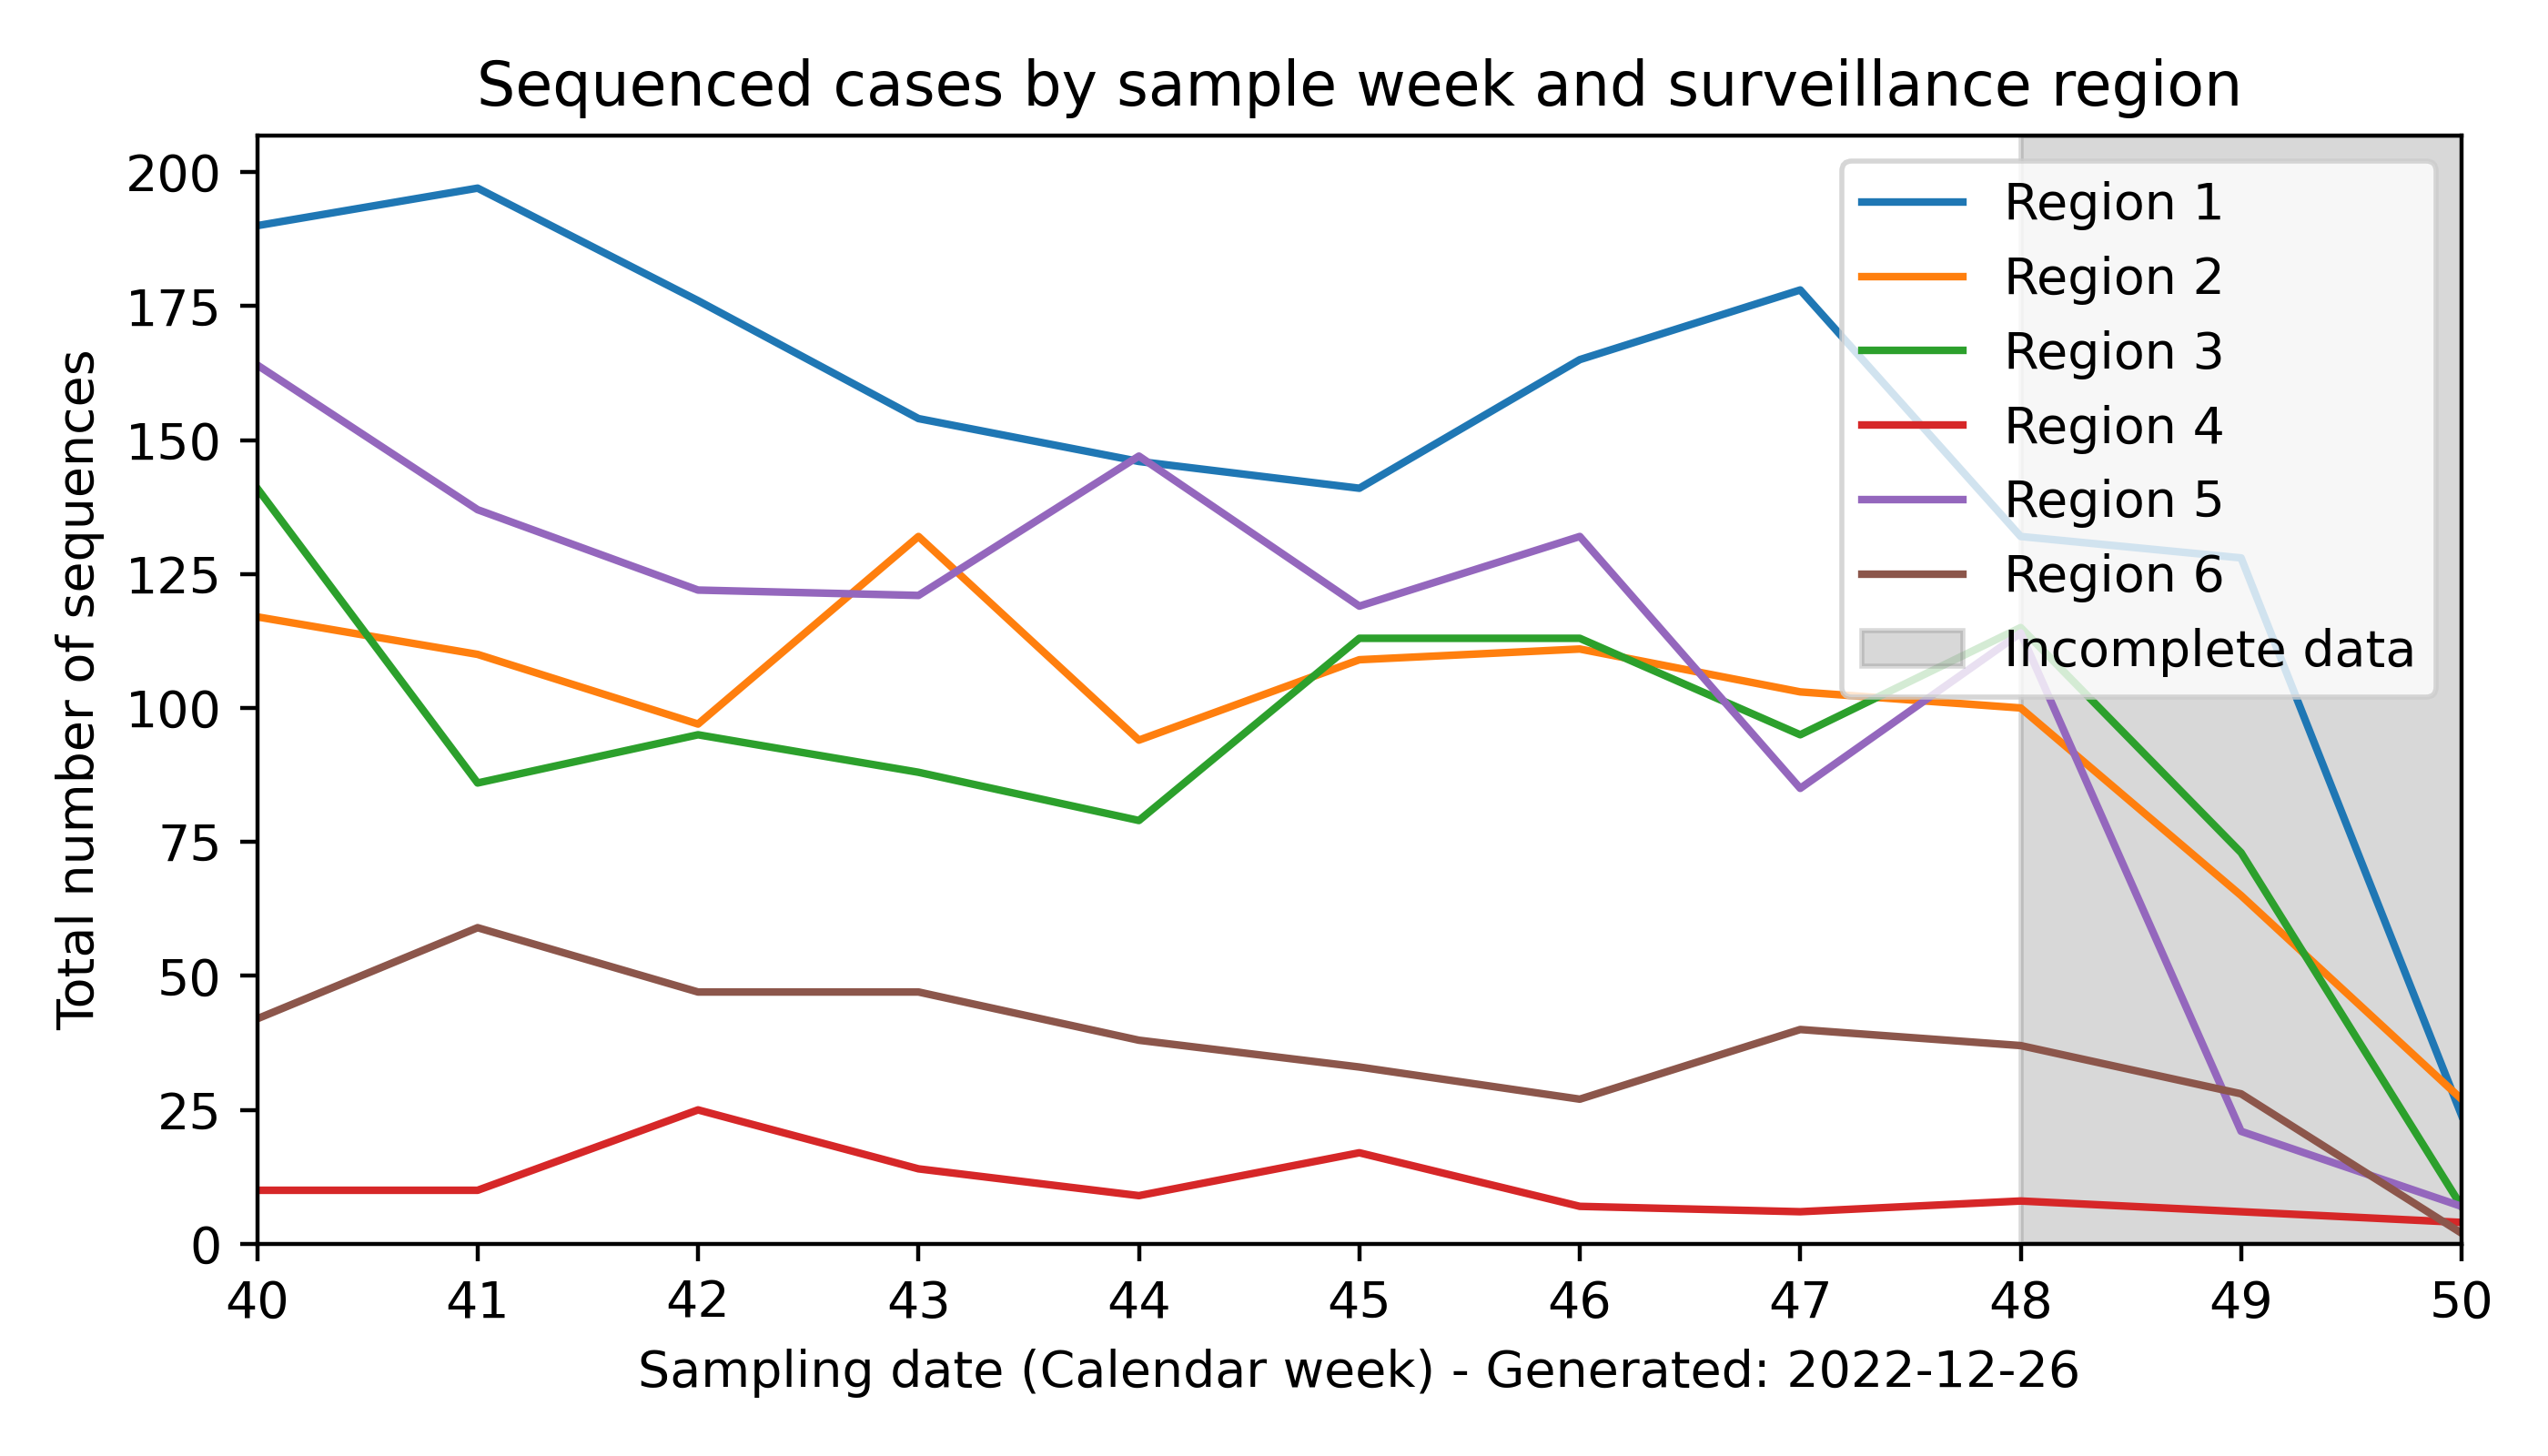 Sequenced cases by sample week and surveillance region
Total number of sequences
200
175
150
125
100
75
50
25
0
Region 1
Region 2
Region 3
Region 4
Region 5
Region 6
Incomplete data
40 41 42 43 44 45 46 47 48 49 50
Sampling date (Calendar week) - Generated: 2022-12-26